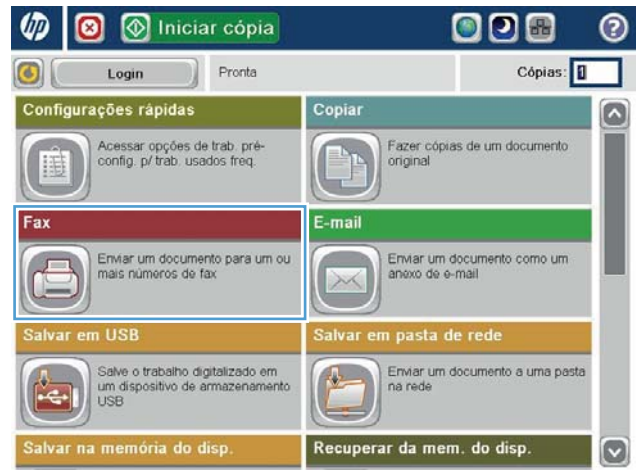 hp
Iniciar cópia
?
Login
Pronta
Cópias: 1
Configurações rápidas
Acessar opções de trab. pré-
config. p/ trab. usados freq.
Copiar
Fazer cópias de um documento
original
Fax
Enviar um documento para um ou
mais números de fax
E-mail
Enviar um documento como um
anexo de e-mail
Salvar em USB
Salve o trabalho digitalizado em
um dispositivo de armazenamento
USB
Salvar em pasta de rede
Enviar um documento a uma pasta
na rede
Salvar na memória do disp.
Recuperar da mem. do disp.